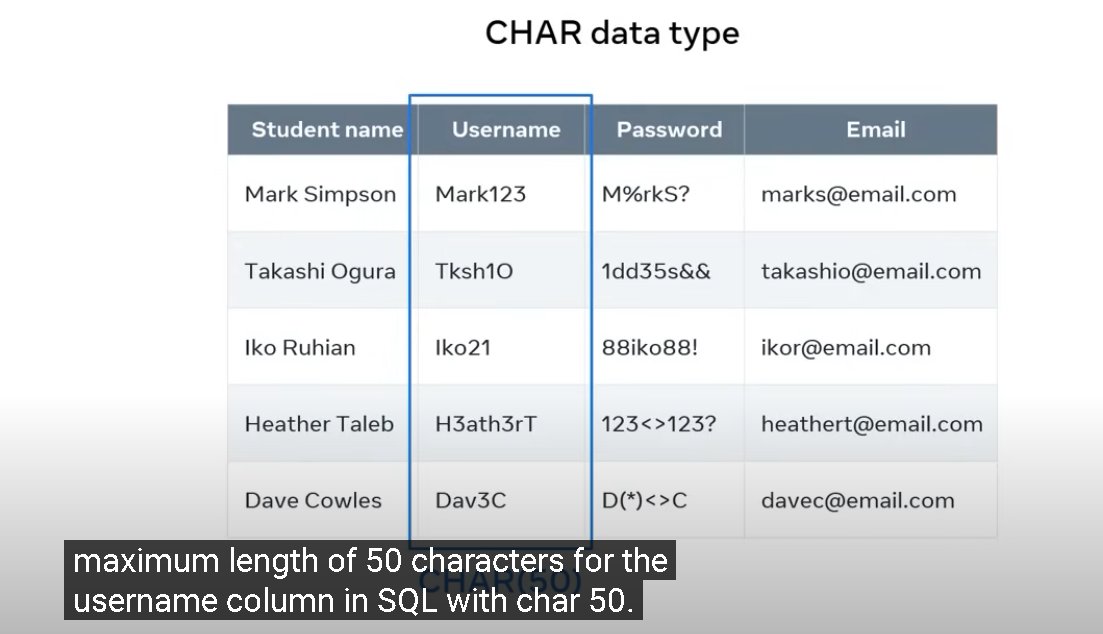 CHAR data type
Student name Username Password Email
Mark Simpson Mark123 M%rkS? marks@email.com
Takashi Ogura Tksh1O 1dd35s&& takashio@email.com
Iko Ruhian Iko21 88iko88! ikor@email.com
Heather Taleb H3ath3rT 123<>123? heathert@email.com
Dave Cowles Dav3C D(*)<>C davec@email.com
CHAR(50)
maximum length of 50 characters for the
username column in SQL with char 50.